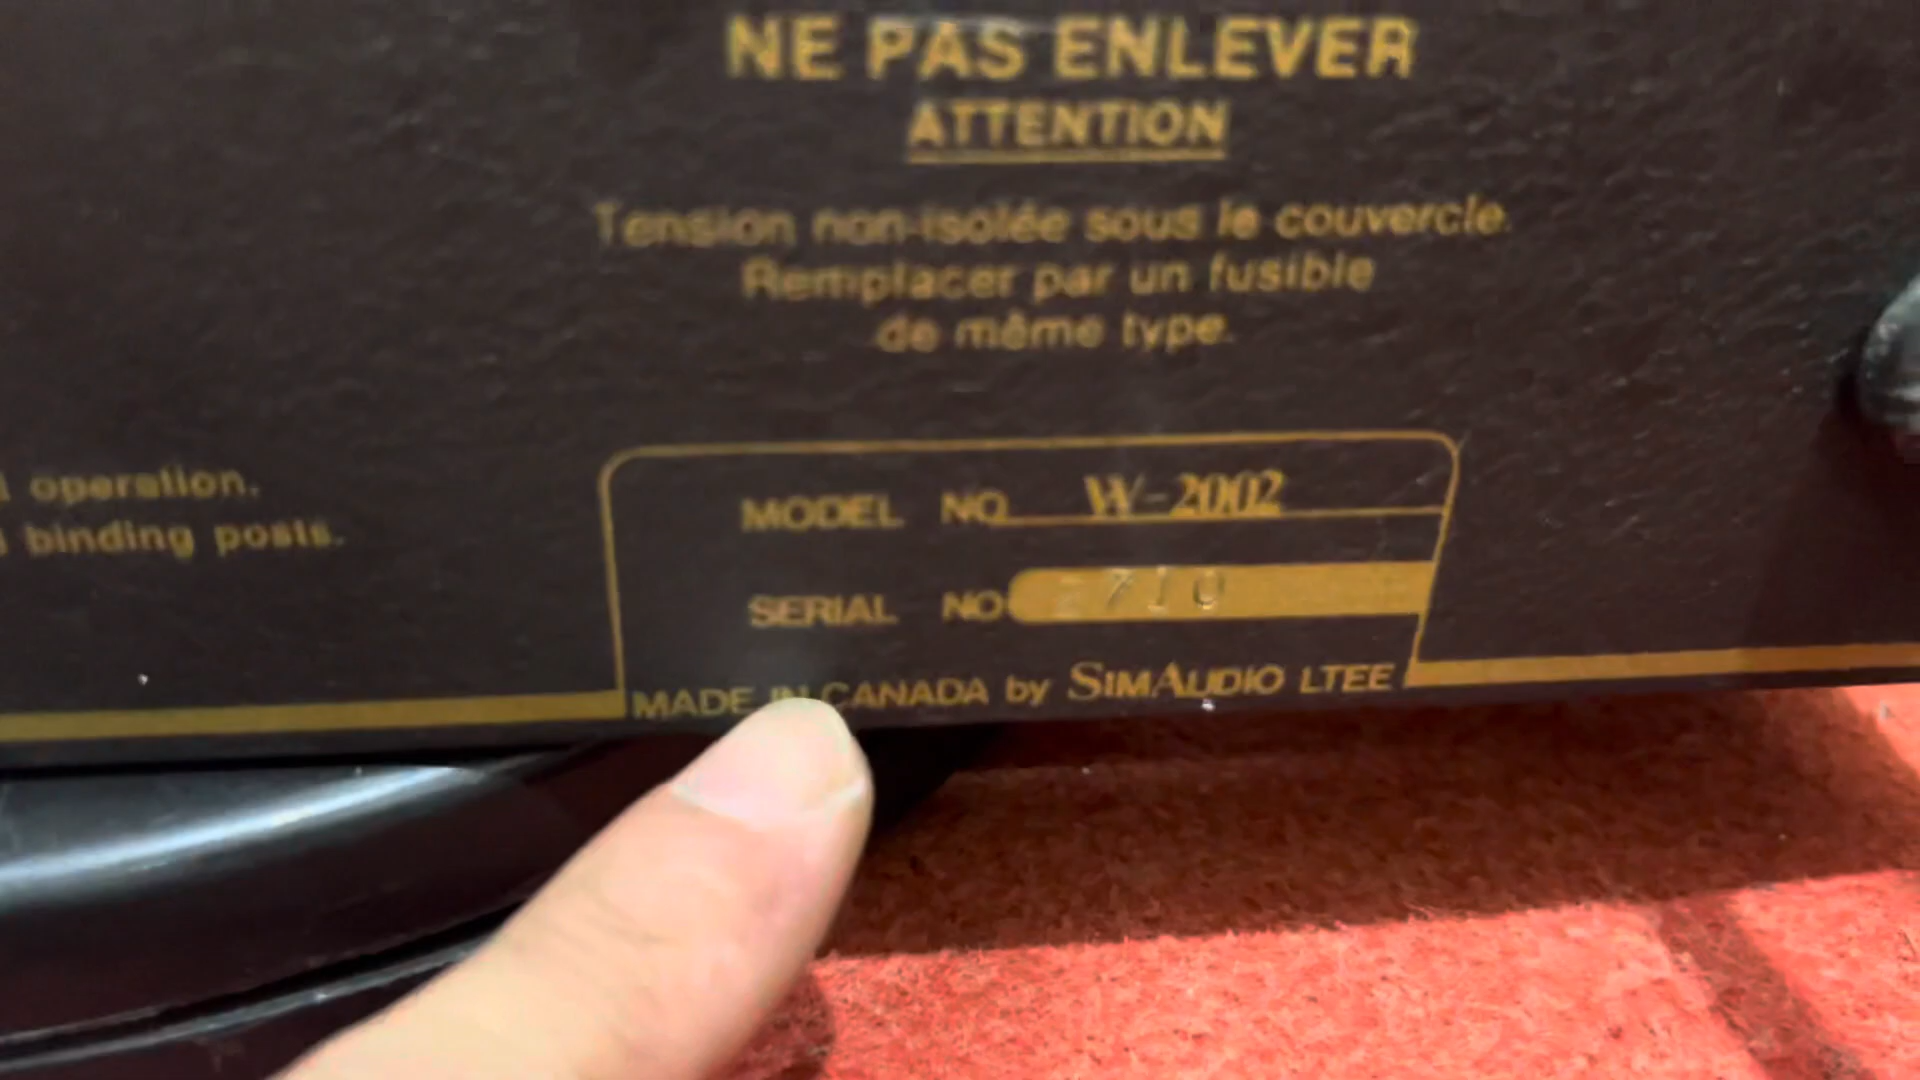 NE PAS ENLEVER
ATTENTION
Tension non-isolée sous le couvercle.
Remplacer par un fusible
de même type.
operation.
binding posts.
MODEL NO W-2002
SERIAL NO
MADE IN CANADA by SIMAUDIO LTEE